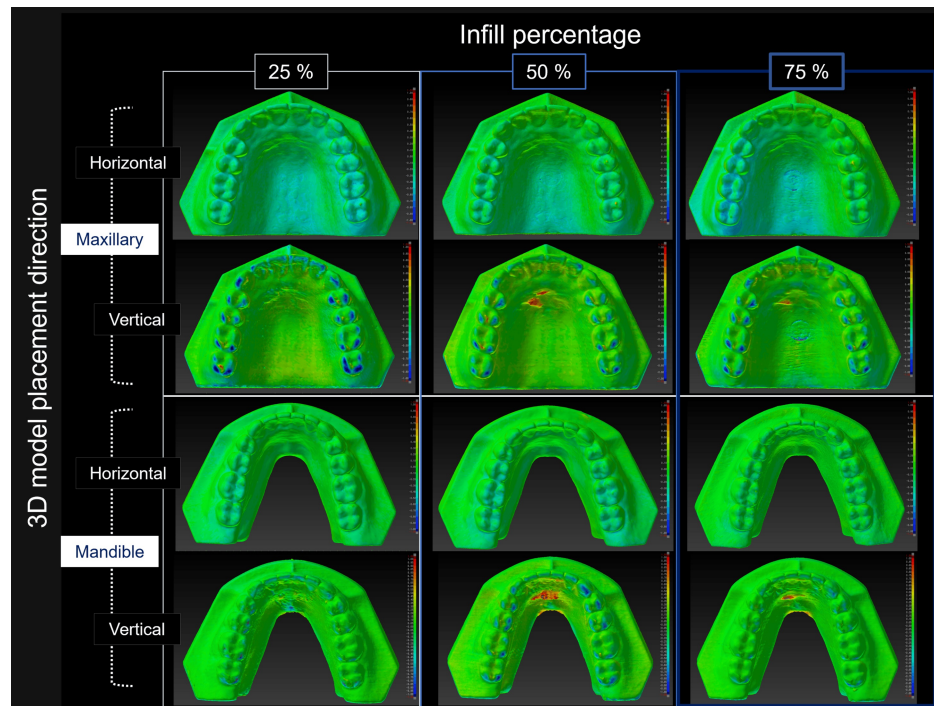 Infill percentage
25 %
50 %
75 %
3D model placement direction
Horizontal
Maxillary
Vertical
Horizontal
Mandible
Vertical